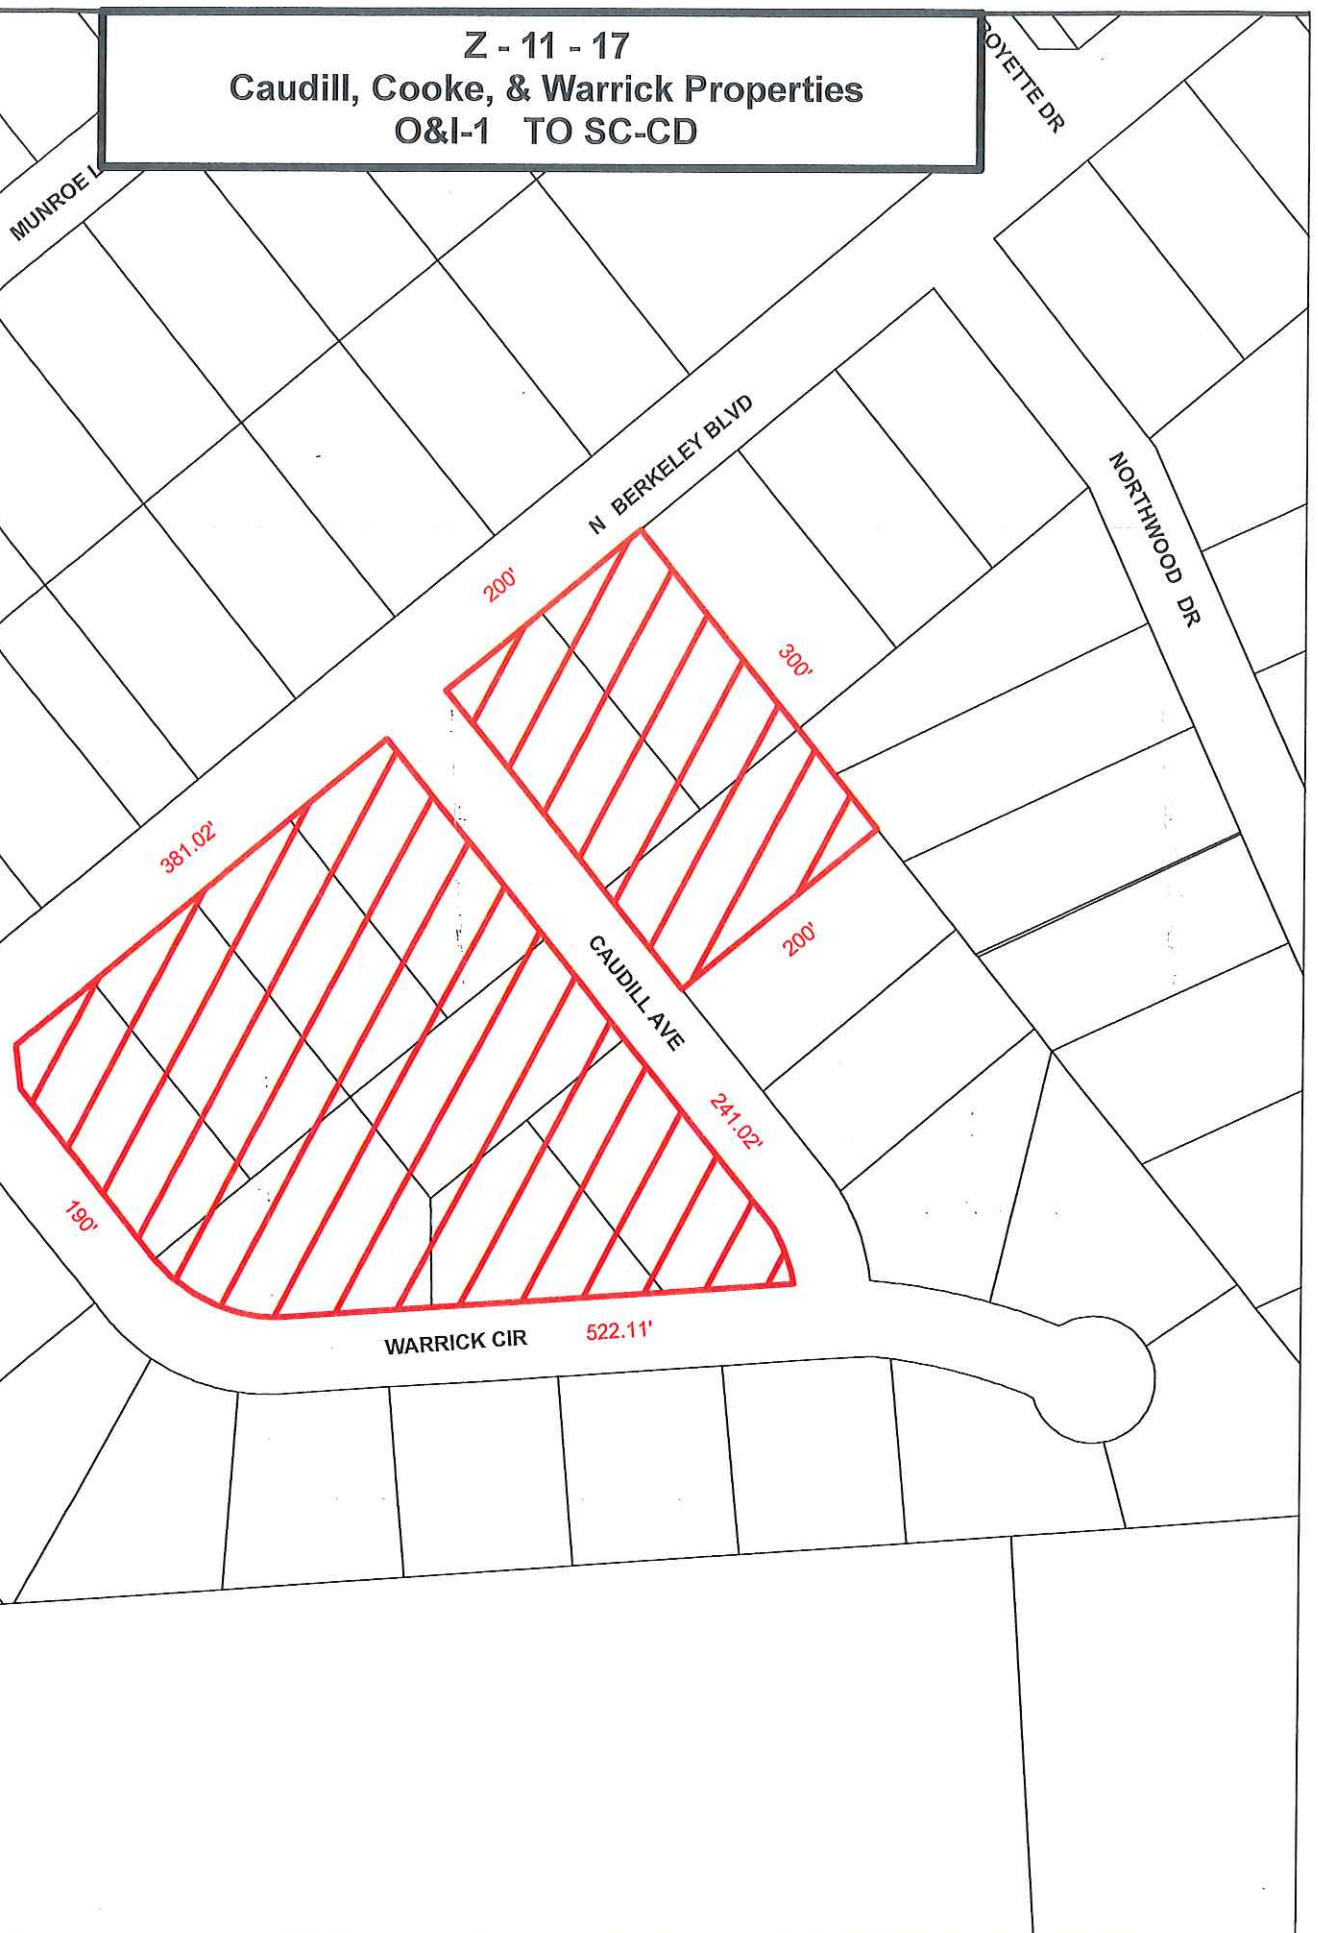 Z - 11 - 17
Caudill, Cooke, & Warrick Properties
O&I-1 TO SC-CD
OYETTE DR
MUNROE L
N BERKELEY BLVD
NORTHWOOD DR
200'
300'
381.02'
200'
CAUDILL AVE
241.02'
190'
WARRICK CIR
522.11'